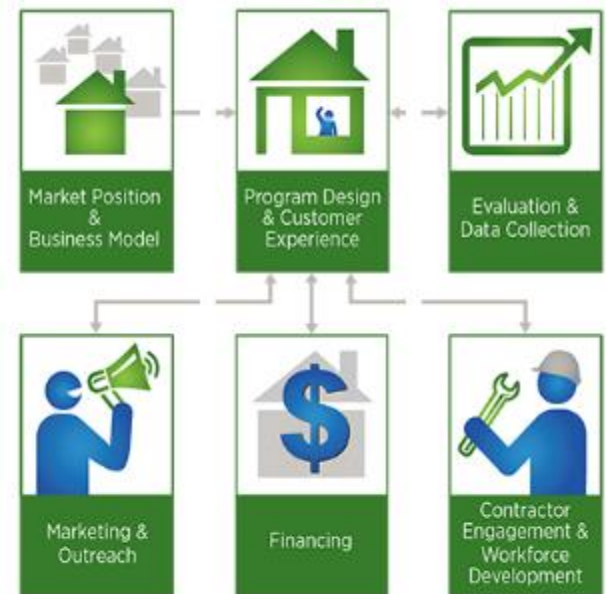 Market Position
&
Business Model
Program Design
& Customer
Experience
Evaluation &
Data Collection
Marketing &
Outreach
$
Financing
Contractor
Engagement &
Workforce
Development